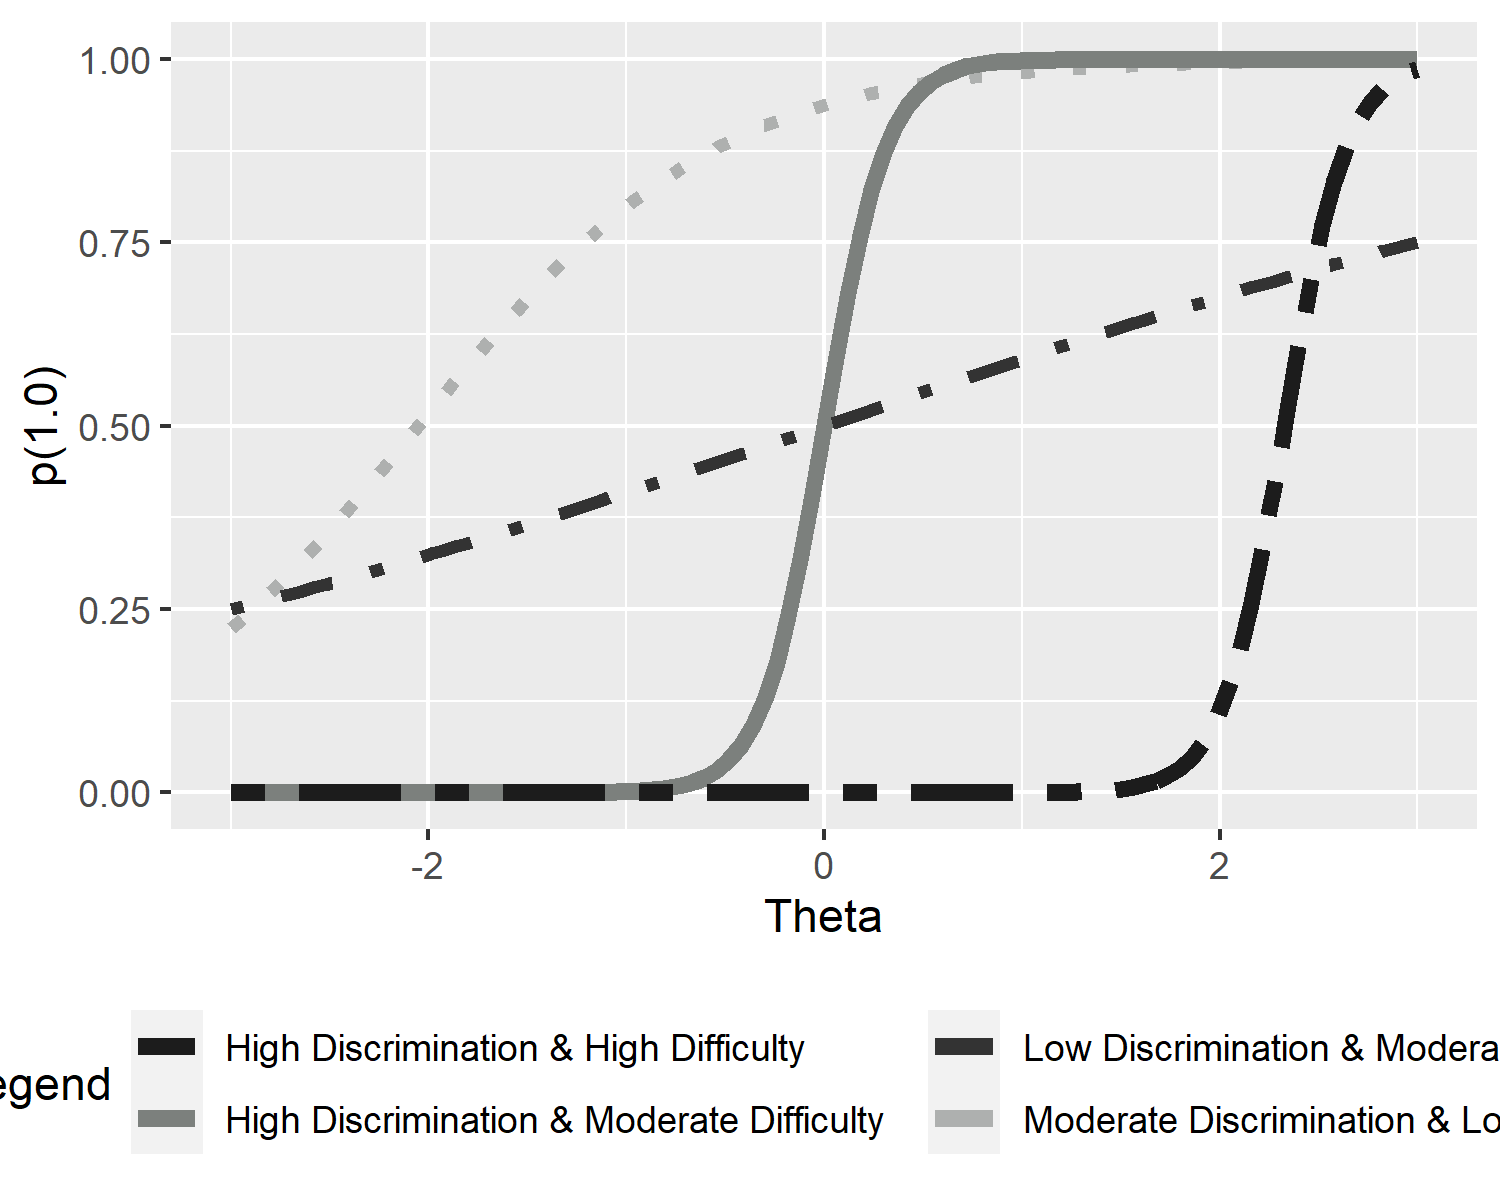 1.00
0.75
0.50
0.25
0.00
p(1.0)
-2 0 2
Theta
egend
High Discrimination & High Difficulty
Low Discrimination & Modera
High Discrimination & Moderate Difficulty
Moderate Discrimination & Lo